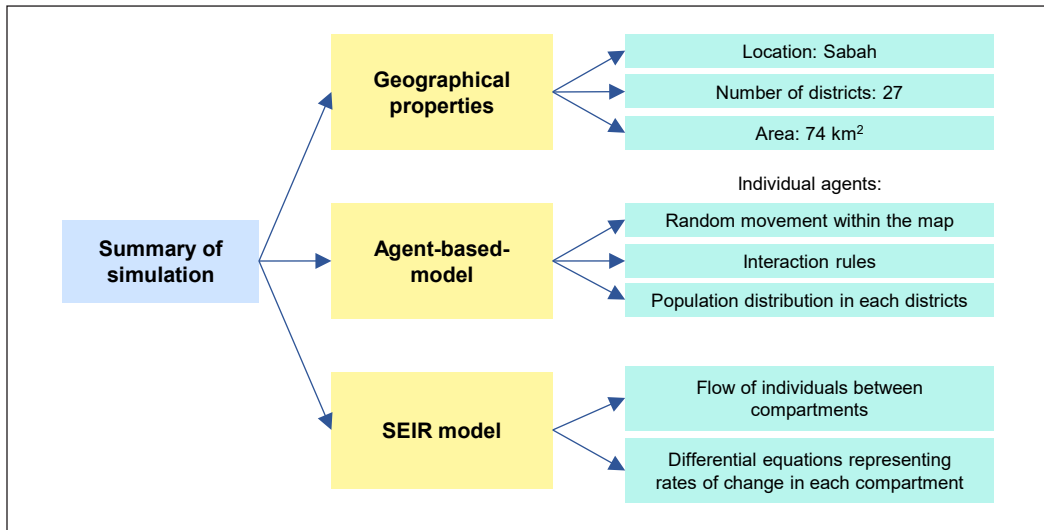 Summary of
simulation
Geographical
properties
Location: Sabah
Number of districts: 27
Area: 74 km²
Agent-based-
model
Individual agents:
Random movement within the map
Interaction rules
Population distribution in each districts
SEIR model
Flow of individuals between
compartments
Differential equations representing
rates of change in each compartment